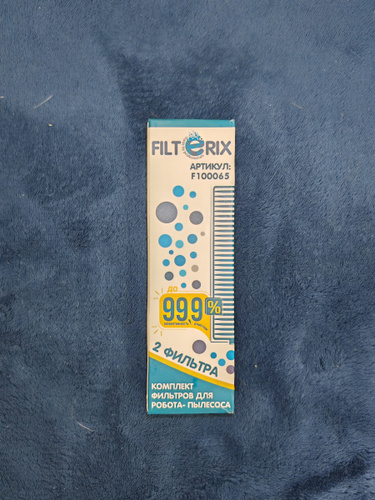 FILTERIX
АРТИКУЛ:
F100065
ДО
99,9%
2 ФИЛЬТРА
КОМПЛЕКТ
ФИЛЬТРОВ ДЛЯ
РОБОТА- ПЫЛЕСОСА